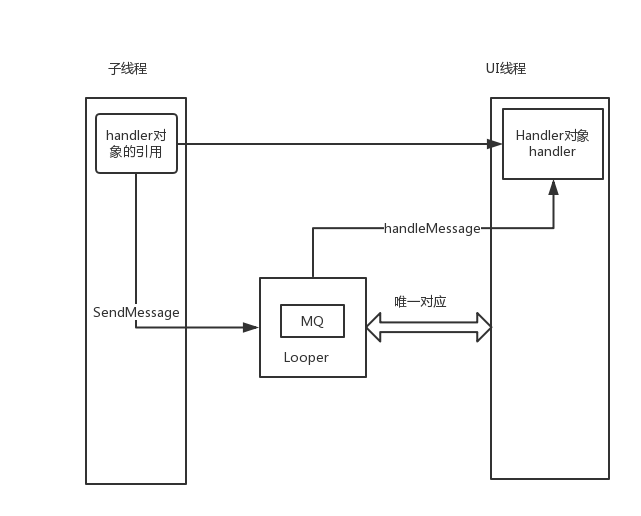 子线程
UI线程
handler对
象的引用
Handler对象
handler
handleMessage
唯一对应
SendMessage
MQ
Looper